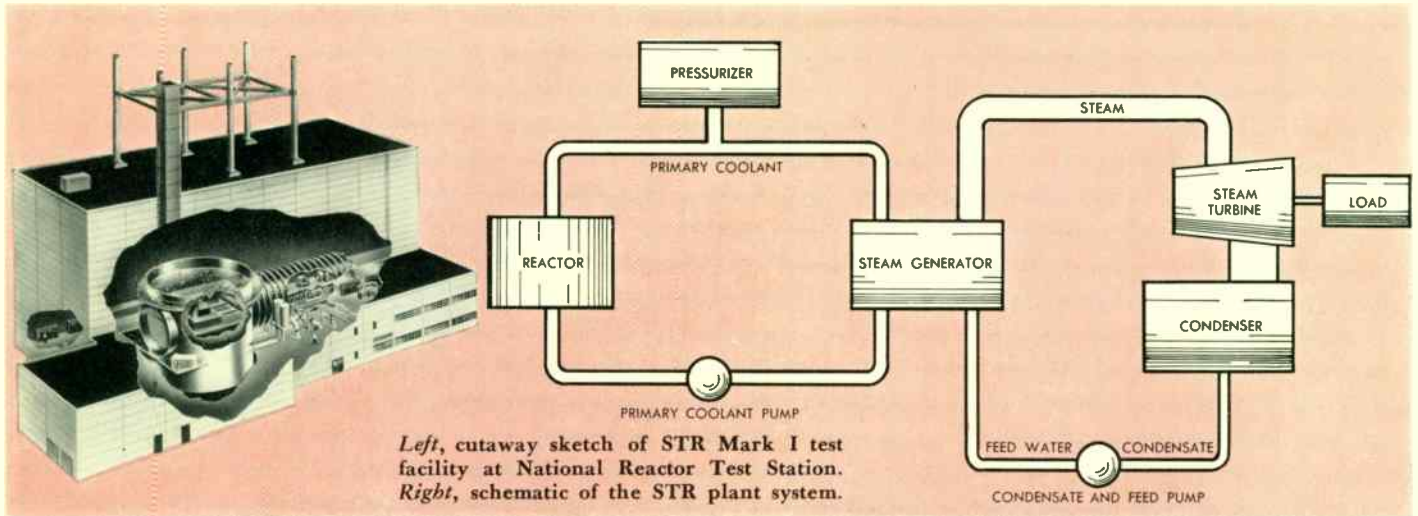 PRESSURIZER
STEAM
PRIMARY COOLANT
STEAM
TURBINE
LOAD
REACTOR
STEAM GENERATOR
CONDENSER
PRIMARY COOLANT PUMP
FEED WATER
CONDENSATE
CONDENSATE AND FEED PUMP
Left, cutaway sketch of STR Mark I test
facility at National Reactor Test Station.
Right, schematic of the STR plant system.